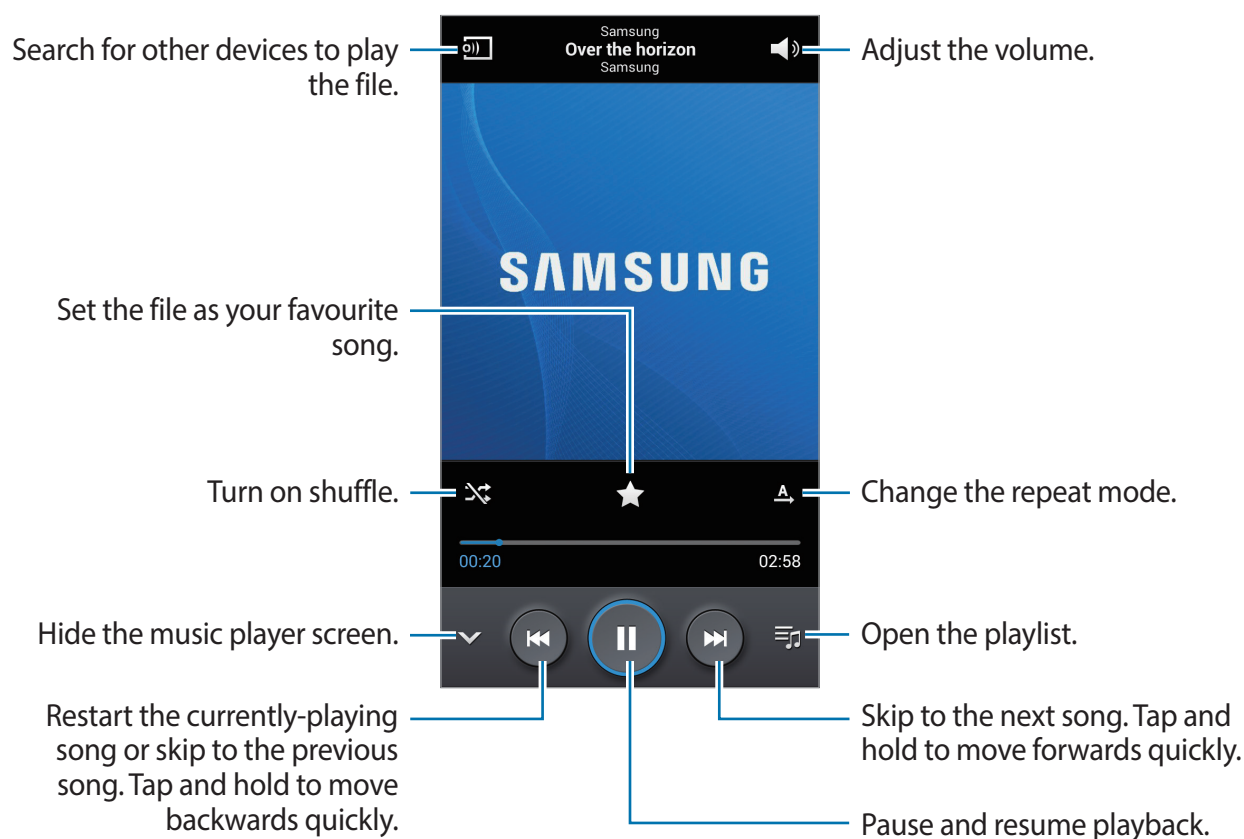 Search for other devices to play
the file.
Samsung
Over the horizon
Samsung
Adjust the volume.
SAMSUNG
Set the file as your favourite
song.
Turn on shuffle.
A
Change the repeat mode.
00:20
02:58
Hide the music player screen.
Open the playlist.
Restart the currently-playing
song or skip to the previous
song. Tap and hold to move
backwards quickly.
Skip to the next song. Tap and
hold to move forwards quickly.
Pause and resume playback.